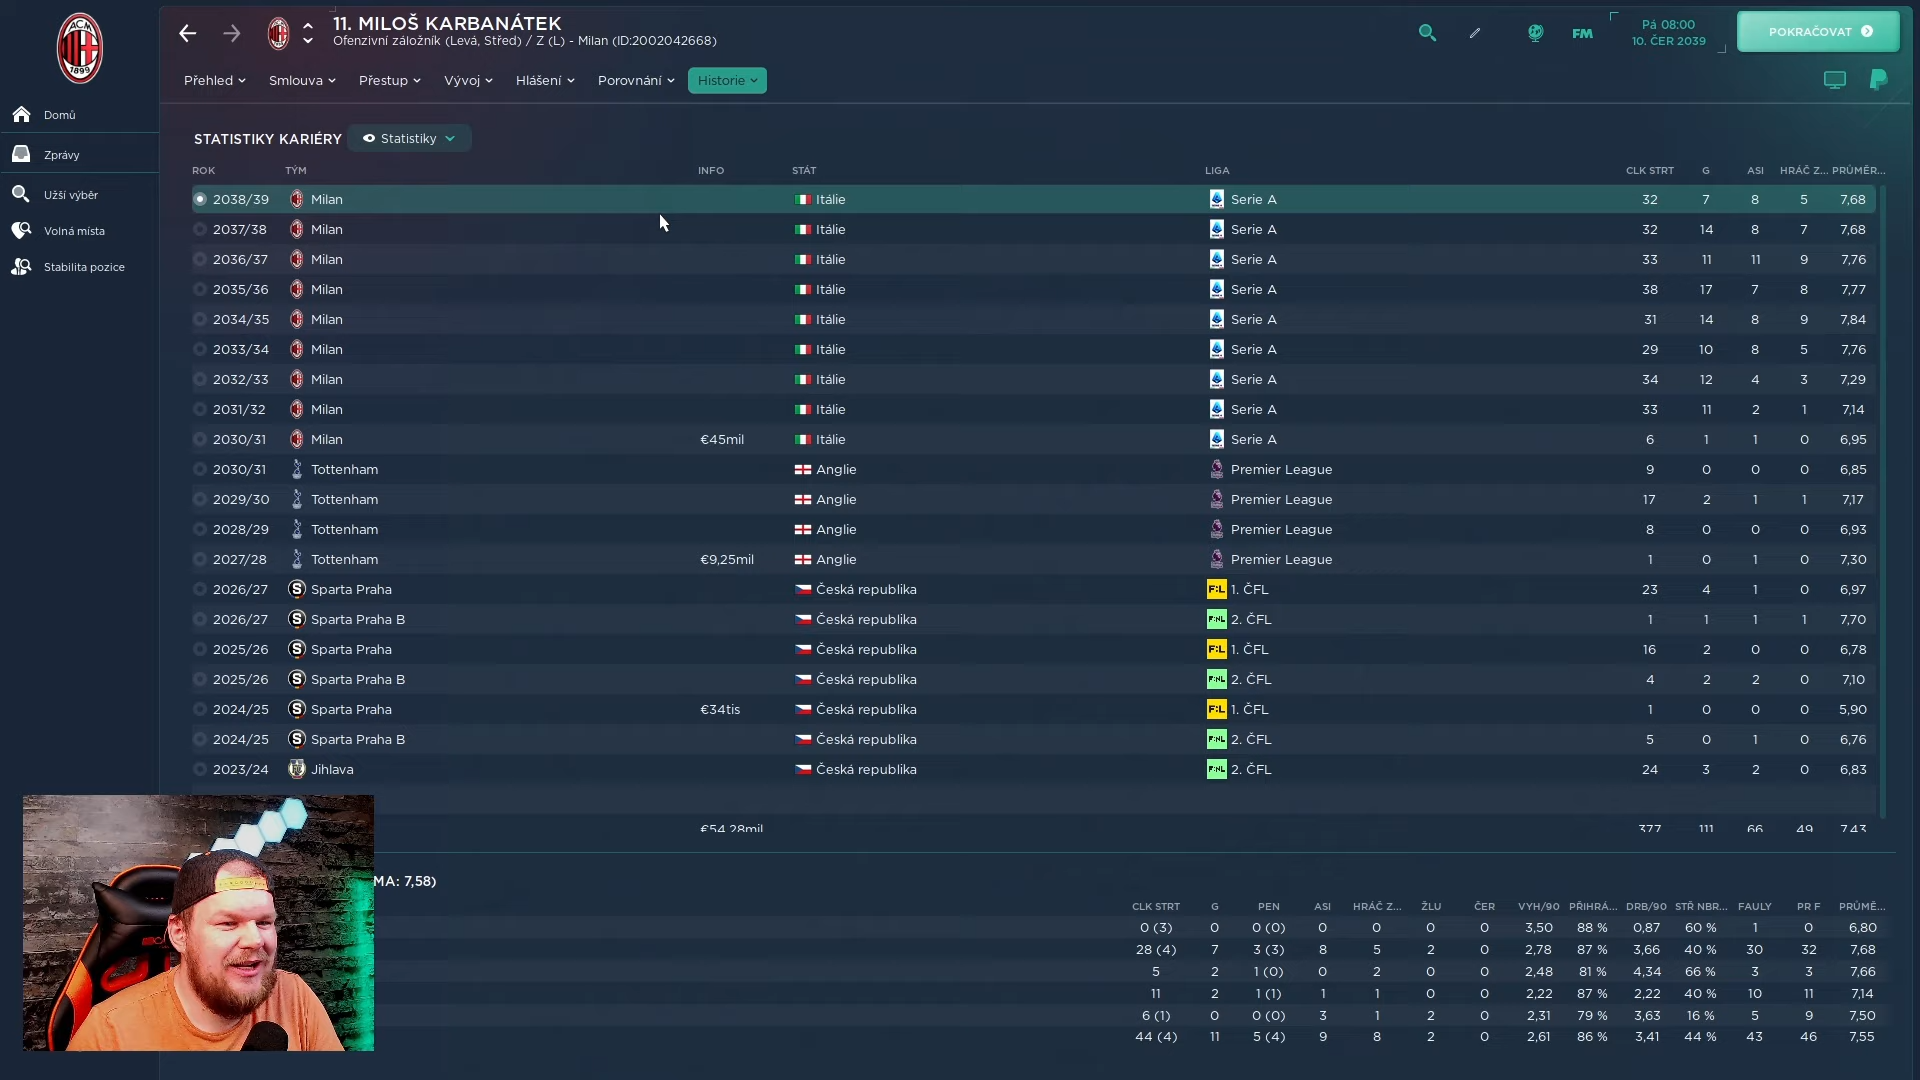 11. MILOŠ KARBANÁTEK
Ofenzivní záložník (Levá, Střed) / Z (L) - Milan (ID:2002042668)
FM
Pá 08:00
10. ČER 2039
POKRAČOVAT
Přehled Smlouva Přestup Vývoj Hlášení Porovnání Historie
ACM
1899
Domů
Zprávy
Užší výběr
Volná místa
Stabilita pozice
STATISTIKY KARIÉRY Statistiky
ROK TÝM INFO STÁT LIGA CLK STRT G ASI HRÁČ Z... PRŮMĚR...
2038/39 Milan Itálie Serie A 32 7 8 5 7,68
2037/38 Milan Itálie Serie A 32 14 8 7 7,68
2036/37 Milan Itálie Serie A 33 11 11 9 7,76
2035/36 Milan Itálie Serie A 38 17 7 8 7,77
2034/35 Milan Itálie Serie A 31 14 8 9 7,84
2033/34 Milan Itálie Serie A 29 10 8 5 7,76
2032/33 Milan Itálie Serie A 34 12 4 3 7,29
2031/32 Milan Itálie Serie A 33 11 2 1 7,14
2030/31 Milan €45mil Itálie Serie A 6 1 1 0 6,95
2030/31 Tottenham Anglie Premier League 9 0 0 0 6,85
2029/30 Tottenham Anglie Premier League 17 2 1 1 7,17
2028/29 Tottenham Anglie Premier League 8 0 0 0 6,93
2027/28 Tottenham €9,25mil Anglie Premier League 1 0 1 0 7,30
2026/27 Sparta Praha Česká republika F:L 1. ČFL 23 4 1 0 6,97
2026/27 Sparta Praha B Česká republika F:NL 2. ČFL 1 1 1 1 7,70
2025/26 Sparta Praha Česká republika F:L 1. ČFL 16 2 0 0 6,78
2025/26 Sparta Praha B Česká republika F:NL 2. ČFL 4 2 2 0 7,10
2024/25 Sparta Praha €34tis Česká republika F:L 1. ČFL 1 0 0 0 5,90
2024/25 Sparta Praha B Česká republika F:NL 2. ČFL 5 0 1 0 6,76
2023/24 Jihlava Česká republika F:NL 2. ČFL 24 3 2 0 6,83
€54,28mil 377 111 66 49 7,43
MA: 7,58)
CLK STRT G PEN ASI HRÁČ Z... ŽLU ČER VYH/90 PŘIHRÁ... DRB/90 STŘ NBR... FAULY PR F PRŮMĚ...
0 (3) 0 0 (0) 0 0 0 0 3,50 88 % 0,87 60 % 1 0 6,80
28 (4) 7 3 (3) 8 5 2 0 2,78 87 % 3,66 40 % 30 32 7,68
5 2 1 (0) 0 2 0 0 2,48 81 % 4,34 66 % 3 3 7,66
11 2 1 (1) 1 1 0 0 2,22 87 % 2,22 40 % 10 11 7,14
6 (1) 0 0 (0) 3 1 2 0 2,31 79 % 3,63 16 % 5 9 7,50
44 (4) 11 5 (4) 9 8 2 0 2,61 86 % 3,41 44 % 43 46 7,55